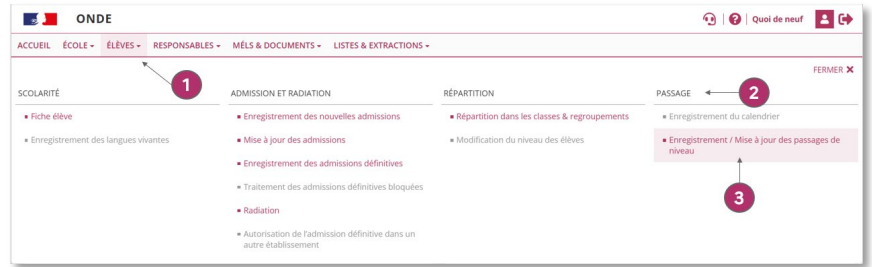 ONDE
Quoi de neuf
ACCUEIL ÉCOLE ÉLÈVES RESPONSABLES MÉLS & DOCUMENTS LISTES & EXTRACTIONS
1
FERMER X
SCOLARITÉ
Fiche élève
Enregistrement des langues vivantes
ADMISSION ET RADIATION
Enregistrement des nouvelles admissions
Mise à jour des admissions
Enregistrement des admissions définitives
Traitement des admissions définitives bloquées
Radiation
Autorisation de l'admission définitive dans un
autre établissement
RÉPARTITION
Répartition dans les classes & regroupements
Modification du niveau des élèves
PASSAGE
2
Enregistrement du calendrier
Enregistrement / Mise à jour des passages de
niveau
3